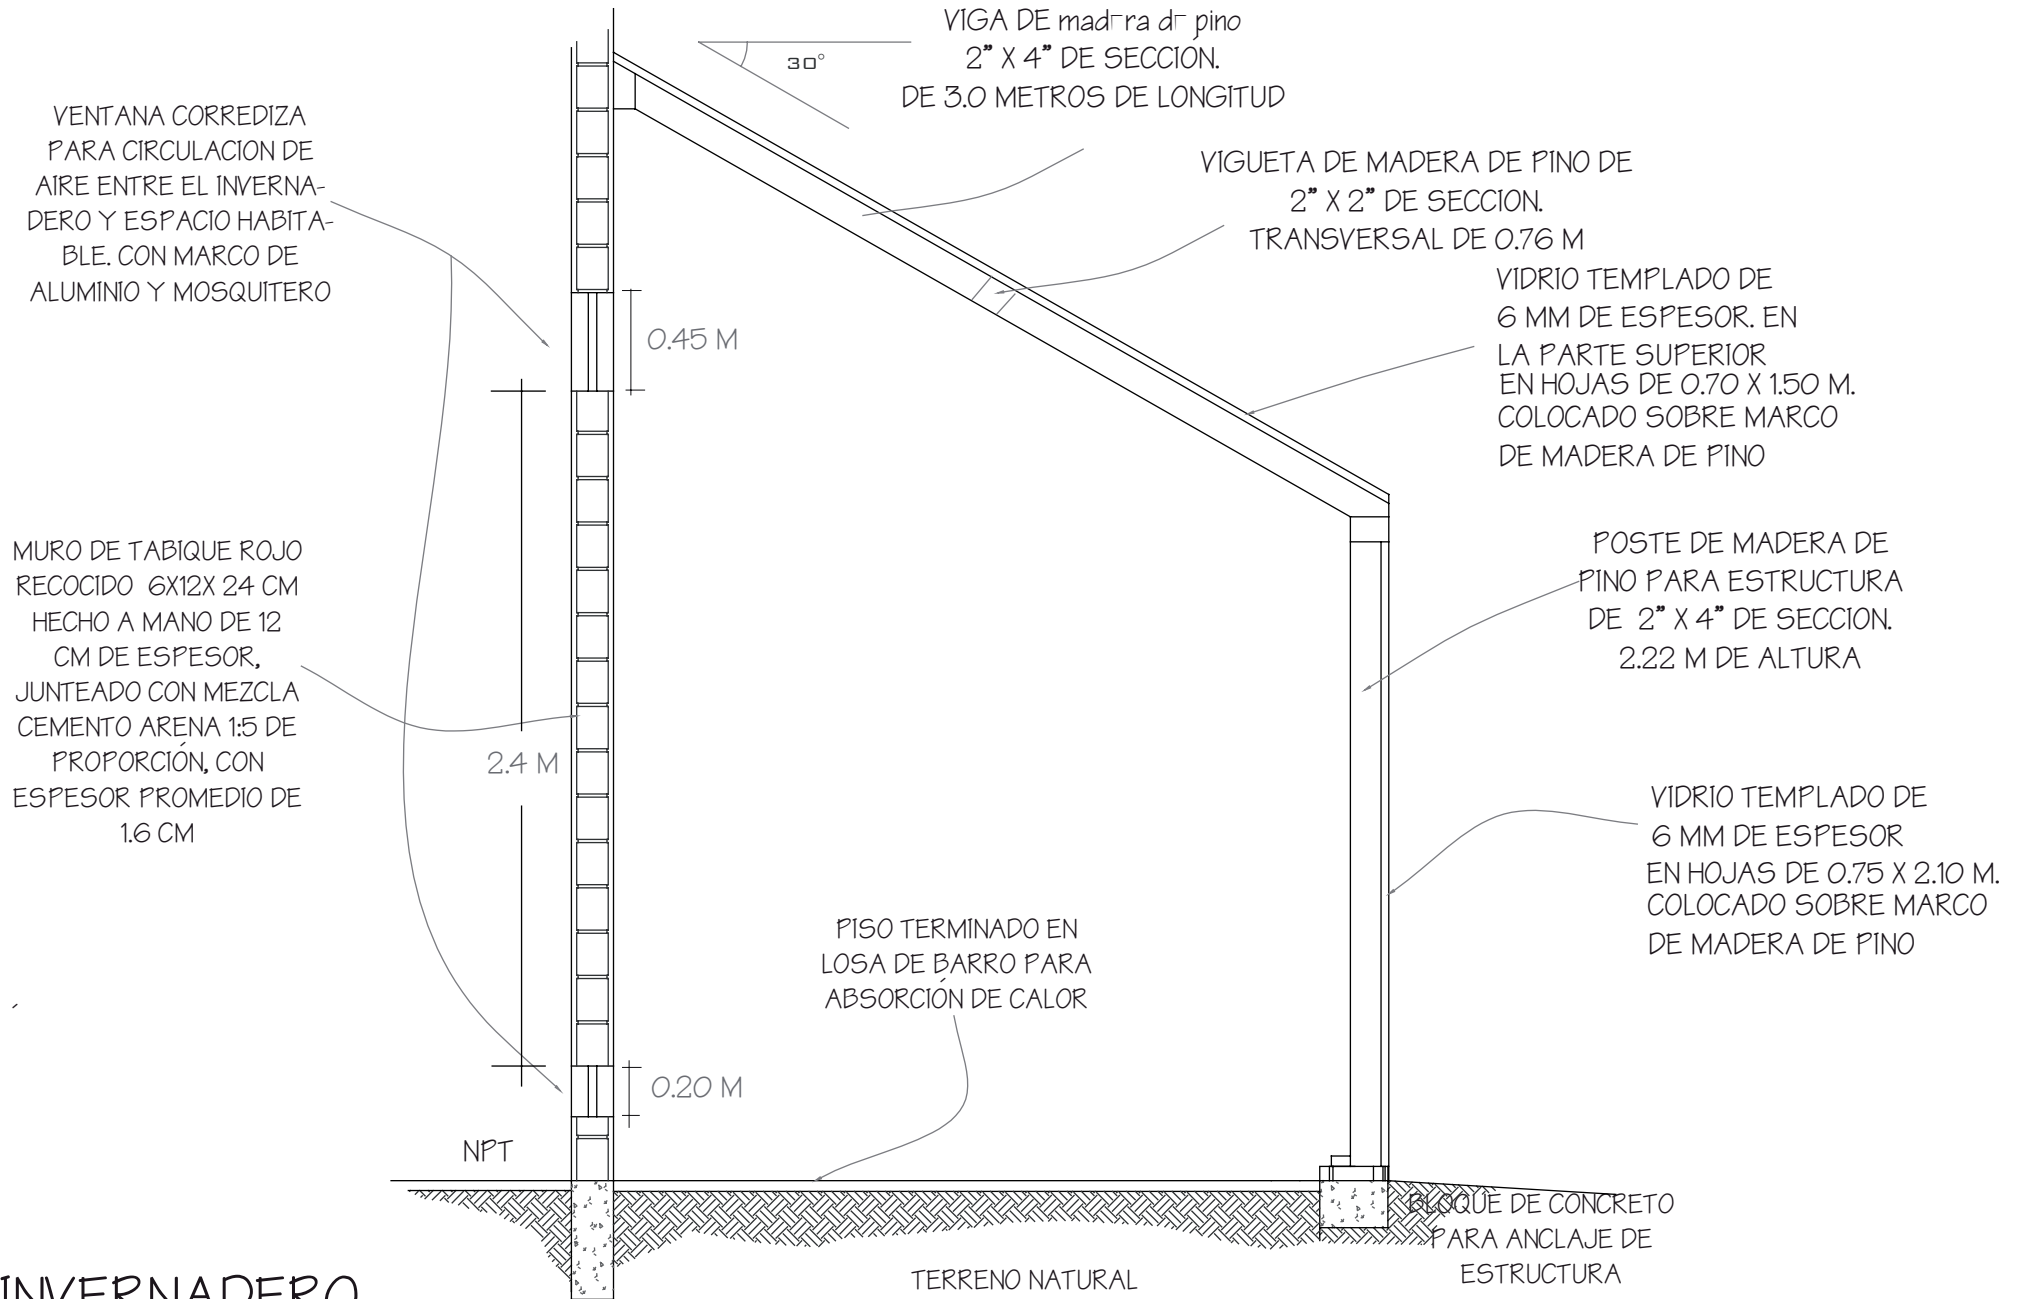 VIGA DE madera de pino
2” X 4” DE SECCION.
DE 3.0 METROS DE LONGITUD
30°
VENTANA CORREDIZA
PARA CIRCULACION DE
AIRE ENTRE EL INVERNA-
DERO Y ESPACIO HABITA-
BLE. CON MARCO DE
ALUMINIO Y MOSQUITERO
VIGUETA DE MADERA DE PINO DE
2” X 2” DE SECCION.
TRANSVERSAL DE 0.76 M
VIDRIO TEMPLADO DE
6 MM DE ESPESOR. EN
LA PARTE SUPERIOR
EN HOJAS DE 0.70 X 1.50 M.
COLOCADO SOBRE MARCO
DE MADERA DE PINO
0.45 M
MURO DE TABIQUE ROJO
RECOCIDO 6X12X 24 CM
HECHO A MANO DE 12
CM DE ESPESOR,
JUNTEADO CON MEZCLA
CEMENTO ARENA 1:5 DE
PROPORCIÓN, CON
ESPESOR PROMEDIO DE
1.6 CM
POSTE DE MADERA DE
PINO PARA ESTRUCTURA
DE 2” X 4” DE SECCION.
2.22 M DE ALTURA
2.4 M
VIDRIO TEMPLADO DE
6 MM DE ESPESOR
EN HOJAS DE 0.75 X 2.10 M.
COLOCADO SOBRE MARCO
DE MADERA DE PINO
PISO TERMINADO EN
LOSA DE BARRO PARA
ABSORCIÓN DE CALOR
0.20 M
NPT
BLOQUE DE CONCRETO
PARA ANCLAJE DE
ESTRUCTURA
TERRENO NATURAL
INVERNADERO